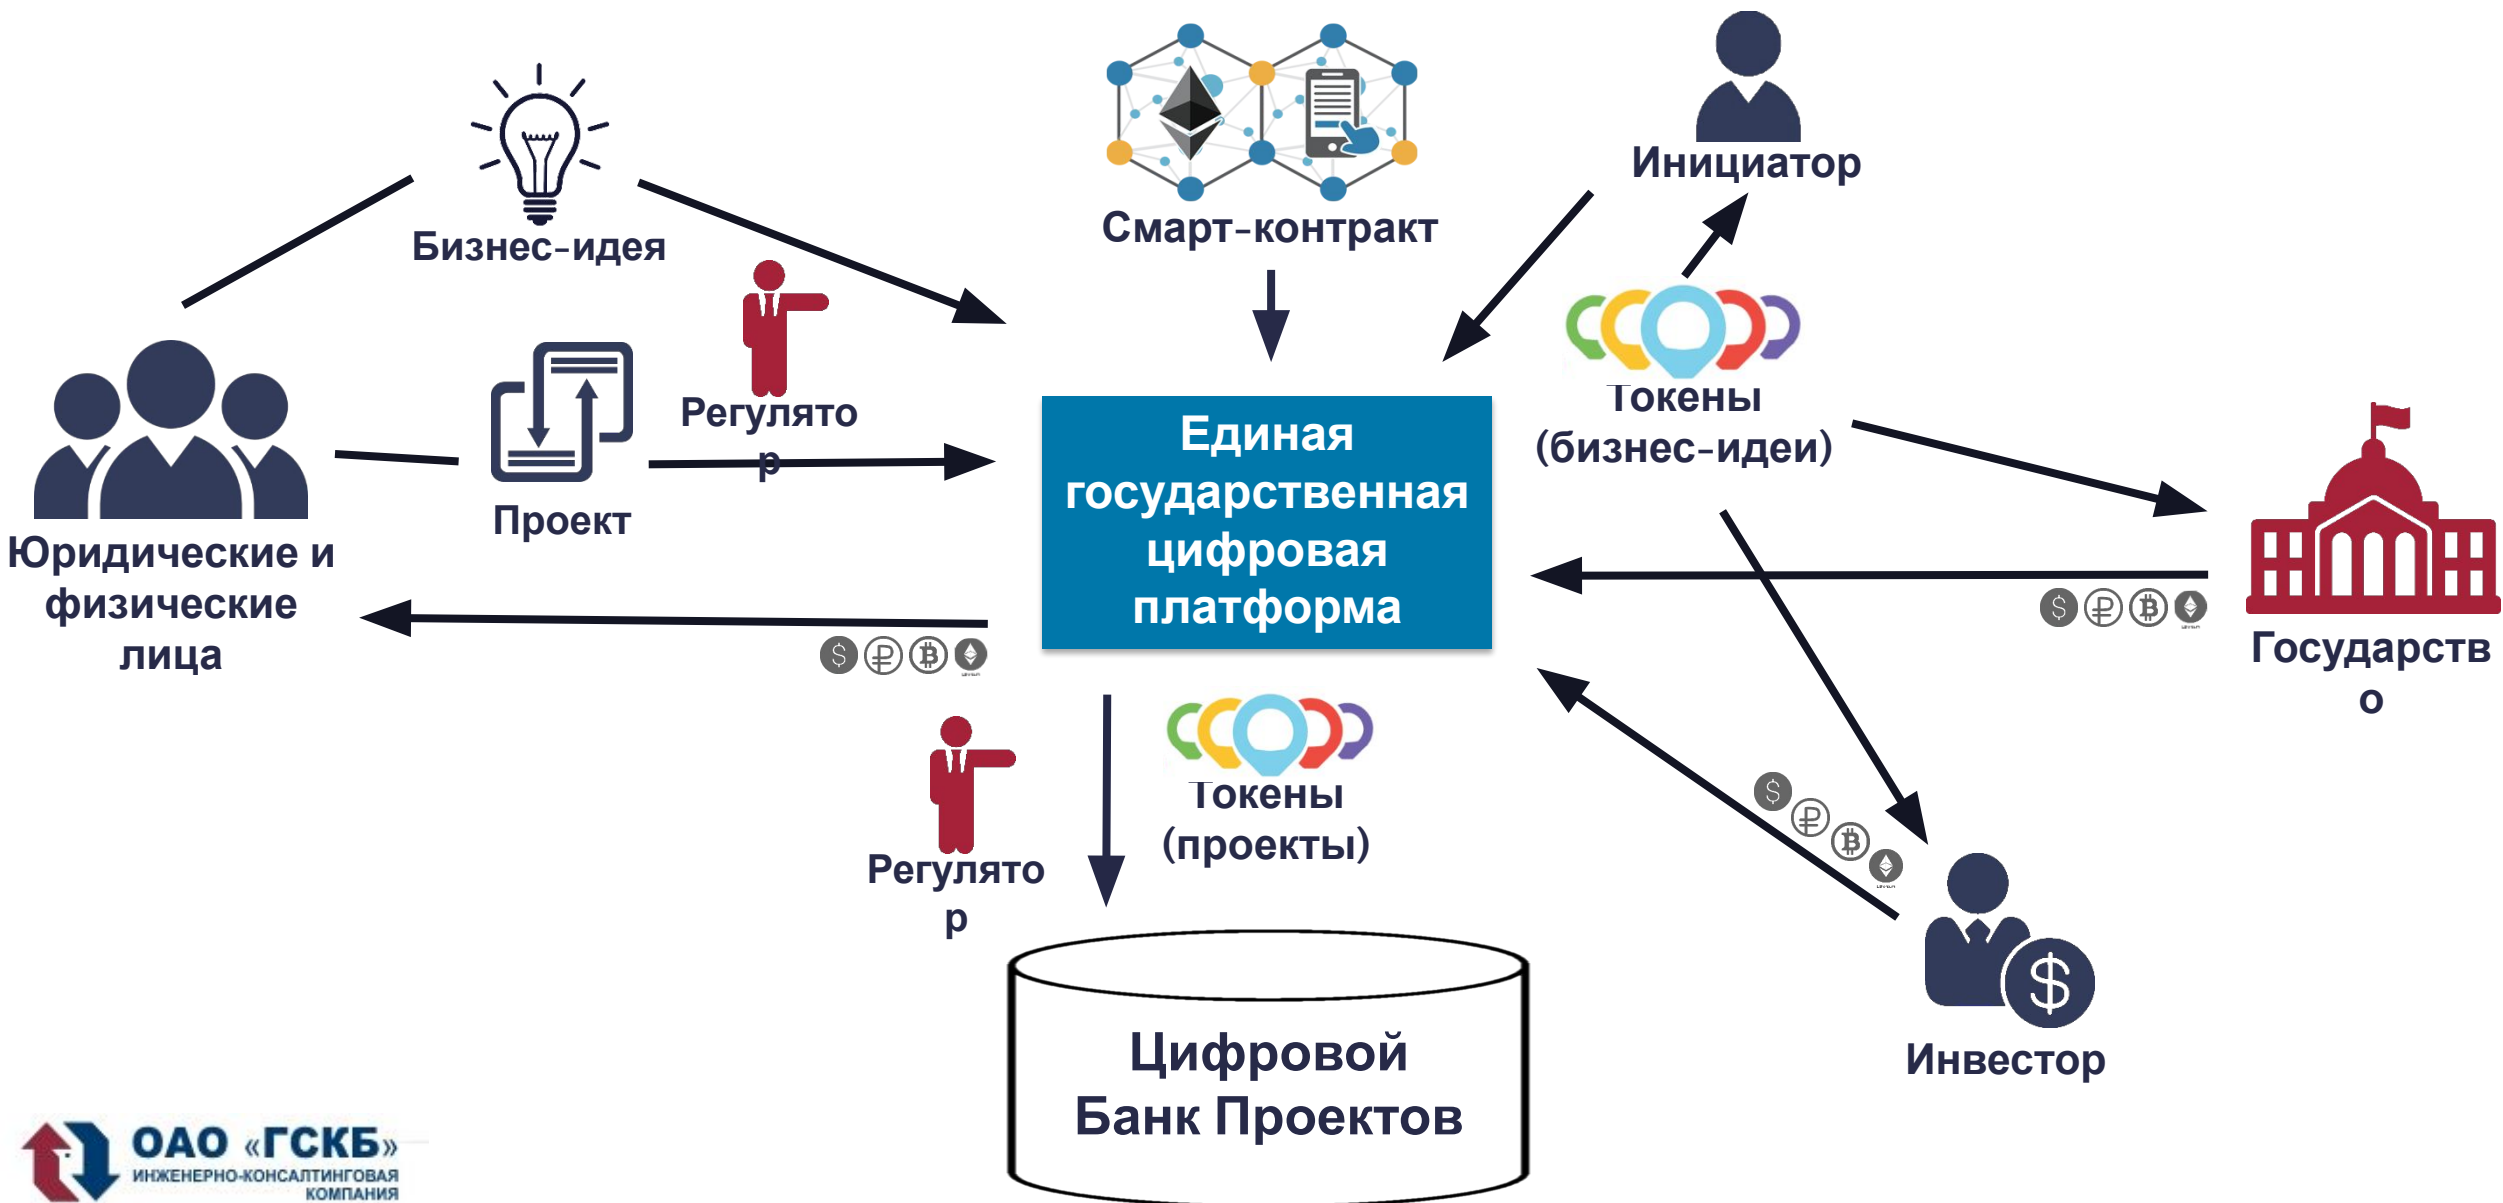 Бизнес-идея
Смарт-контракт
Инициатор
Регулято
р
Проект
Юридические и
физические
лица
Единая
государственная
цифровая
платформа
Токены
(бизнес-идеи)
Государств
о
Токены
(проекты)
Регулято
р
Инвестор
Цифровой
Банк Проектов
ОАО «ГСКБ»
ИНЖЕНЕРНО-КОНСАЛТИНГОВАЯ
КОМПАНИЯ